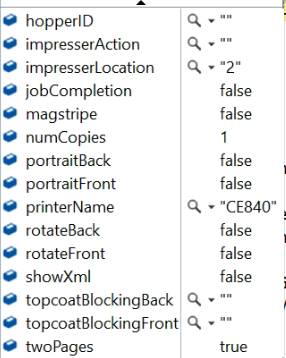 hopperID ""
impresserAction ""
impresserLocation "2"
jobCompletion false
magstripe false
numCopies 1
portraitBack false
portraitFront false
printerName "CE840"
rotateBack false
rotateFront false
showXml false
topcoatBlockingBack ""
topcoatBlockingFront ""
twoPages true